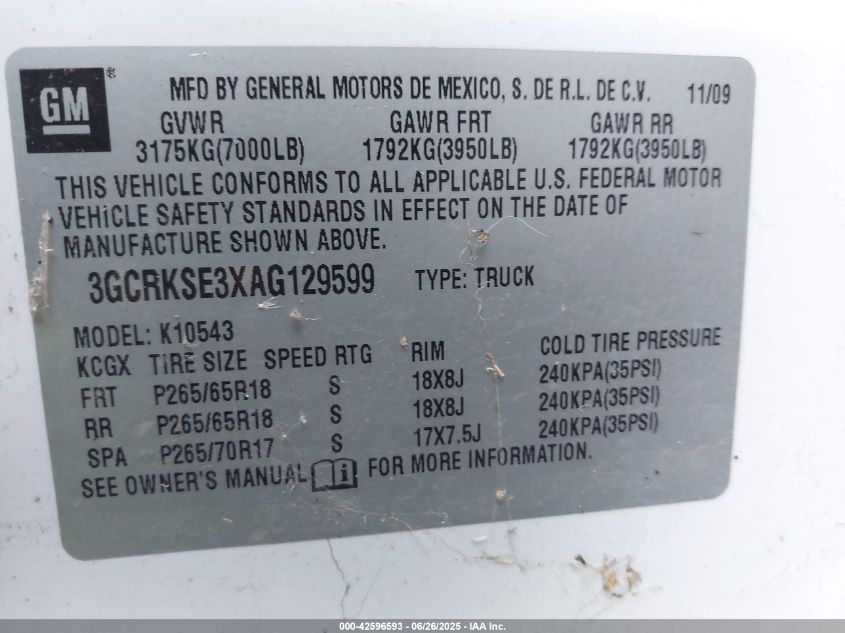 GM ®
MFD BY GENERAL MOTORS DE MEXICO, S. DE R.L. DE C.V. 11/09
GVWR GAWR FRT GAWR RR
3175KG(7000LB) 1792KG(3950LB) 1792KG(3950LB)
THIS VEHICLE CONFORMS TO ALL APPLICABLE U.S. FEDERAL MOTOR
VEHICLE SAFETY STANDARDS IN EFFECT ON THE DATE OF
MANUFACTURE SHOWN ABOVE.
3GCRKSE3XAG129599 TYPE: TRUCK
MODEL: K10543
KCGX TIRE SIZE SPEED RTG RIM COLD TIRE PRESSURE
FRT P265/65R18 S 18X8J 240KPA(35PSI)
RR P265/65R18 S 18X8J 240KPA(35PSI)
SPA P265/70R17 S 17X7.5J 240KPA(35PSI)
SEE OWNER'S MANUAL i FOR MORE INFORMATION.
000-42596593 / 06/26/2025 - IAA Inc.